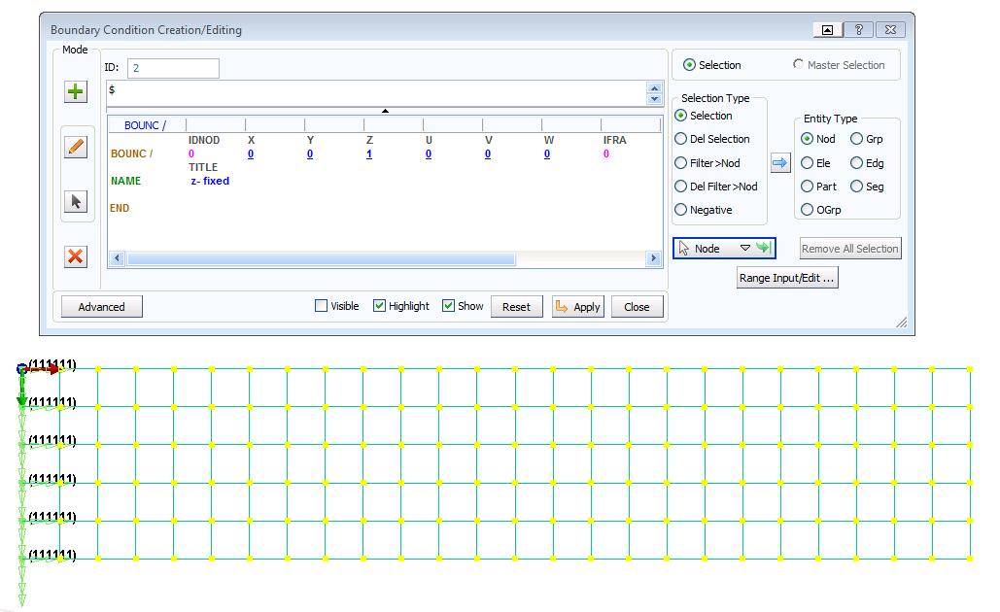 Boundary Condition Creation/Editing
Mode
ID: 2
$
BOUNC /
IDNOD X Y Z U V W IFRA
BOUNC / 0 0 0 1 0 0 0 0
TITLE
NAME z- fixed
END
Advanced
Visible Highlight Show Reset Apply Close
Selection Master Selection
Selection Type
Selection
Del Selection
Filter>Nod
Del Filter>Nod
Negative
Entity Type
Nod Grp
Ele Edg
Part Seg
OGrp
Node Remove All Selection
Range Input/Edit ...
(111111)
(111111)
(111111)
(111111)
(111111)
(111111)